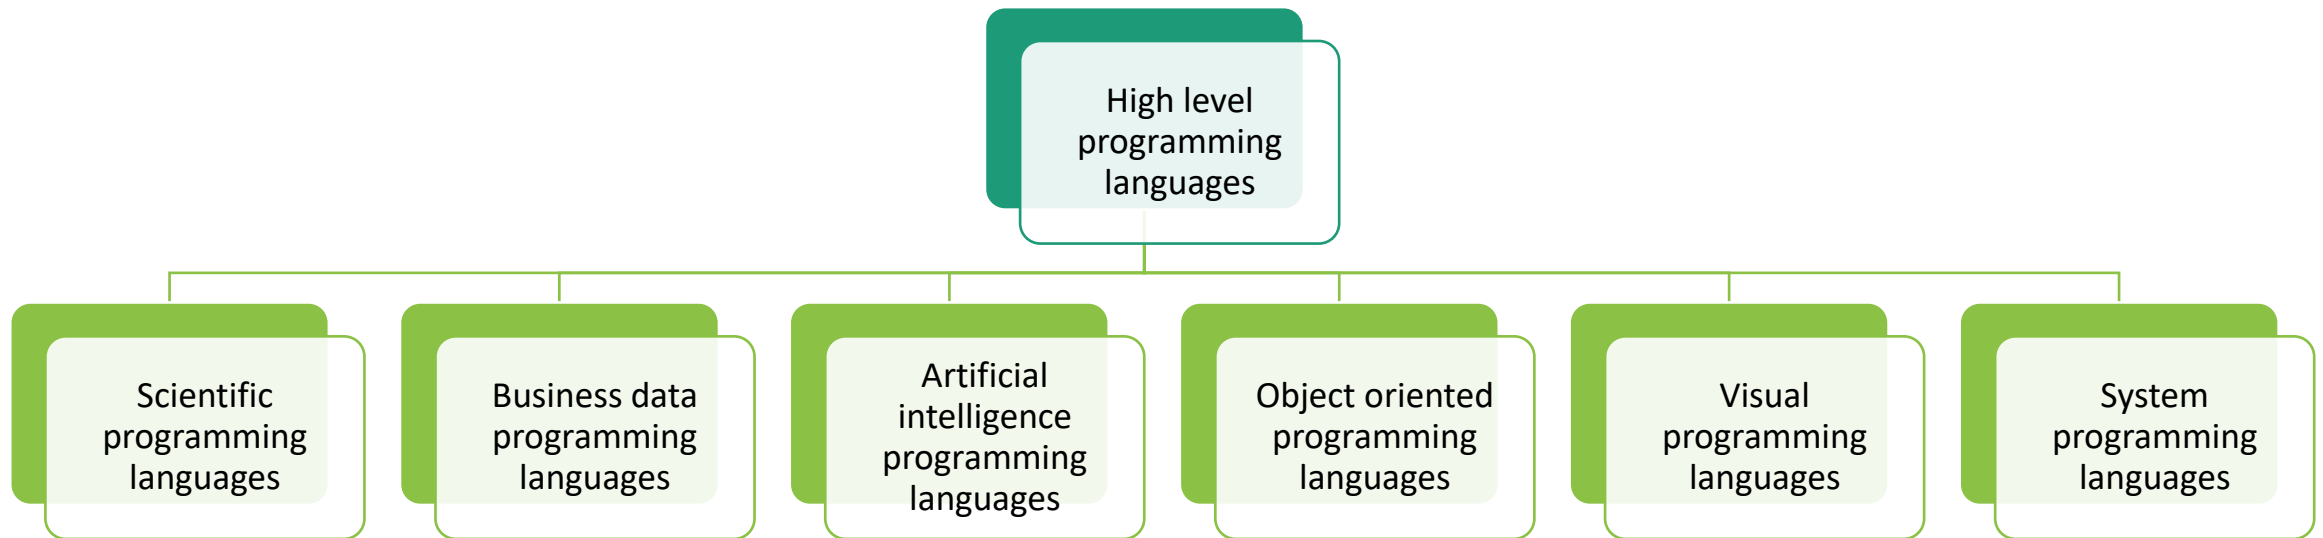 High level
programming
languages
Scientific
programming
languages
Business data
programming
languages
Artificial
intelligence
programming
languages
Object oriented
programming
languages
Visual
programming
languages
System
programming
languages